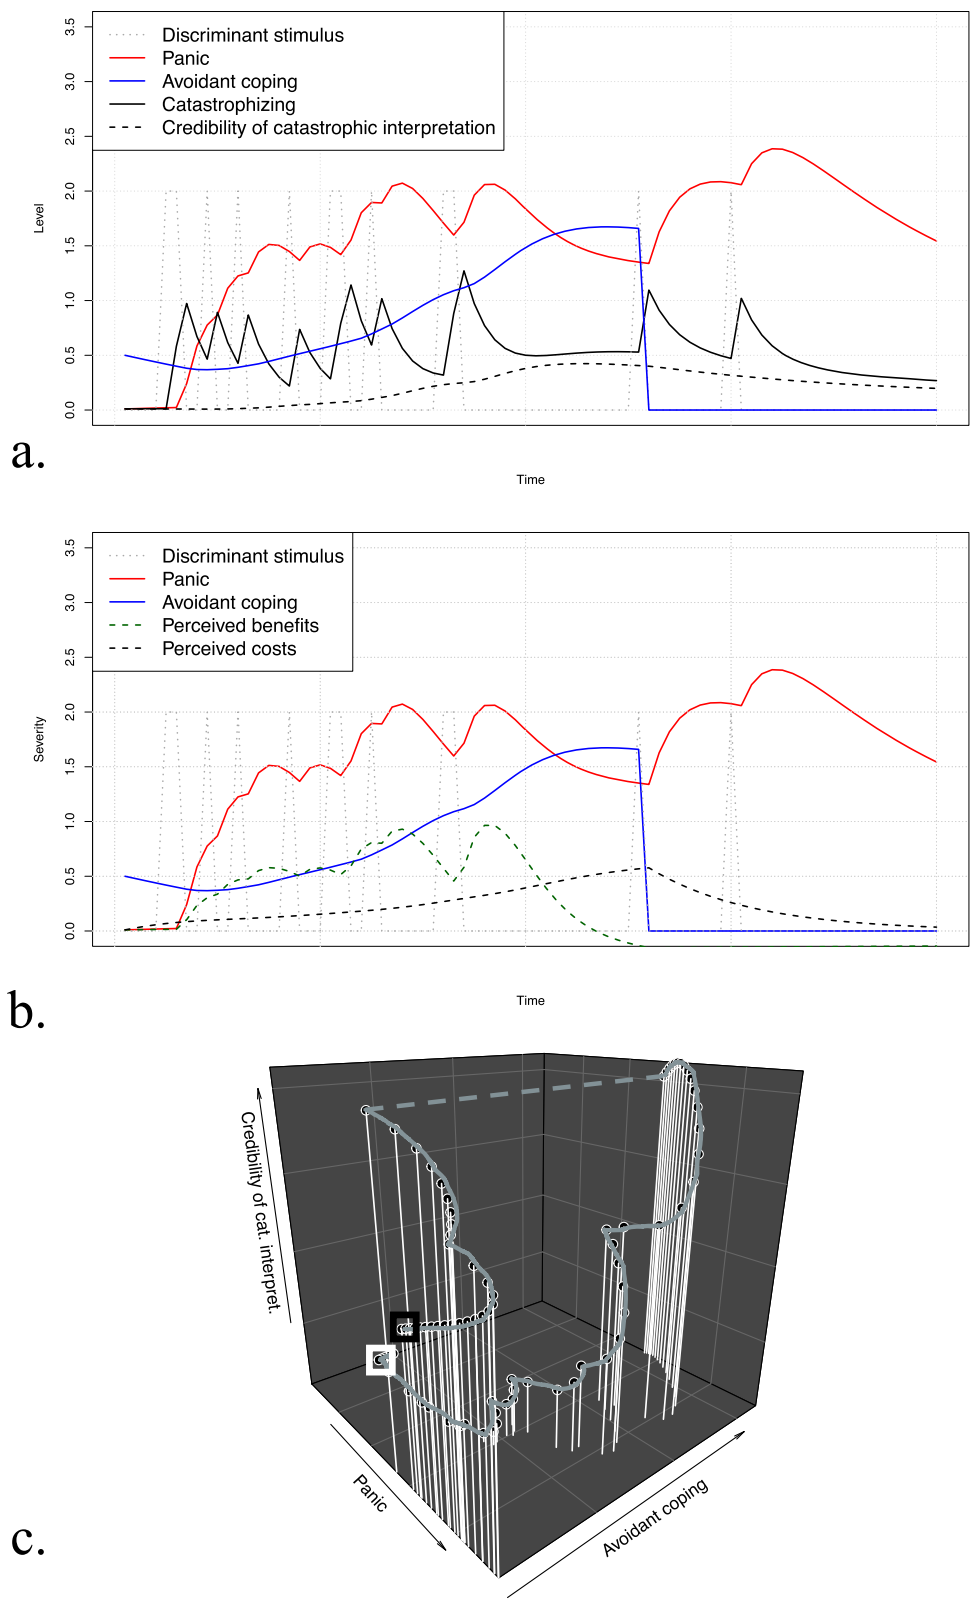 Discriminant stimulus
Panic
Avoidant coping
Catastrophizing
Credibility of catastrophic interpretation
3.5
3.0
2.5
2.0
1.5
1.0
0.5
0.0
Level
Time
a.
Discriminant stimulus
Panic
Avoidant coping
Perceived benefits
Perceived costs
3.5
3.0
2.5
2.0
1.5
1.0
0.5
0.0
Severity
Time
b.
Credibility of cat. interpret.
Panic
Avoidant coping
c.